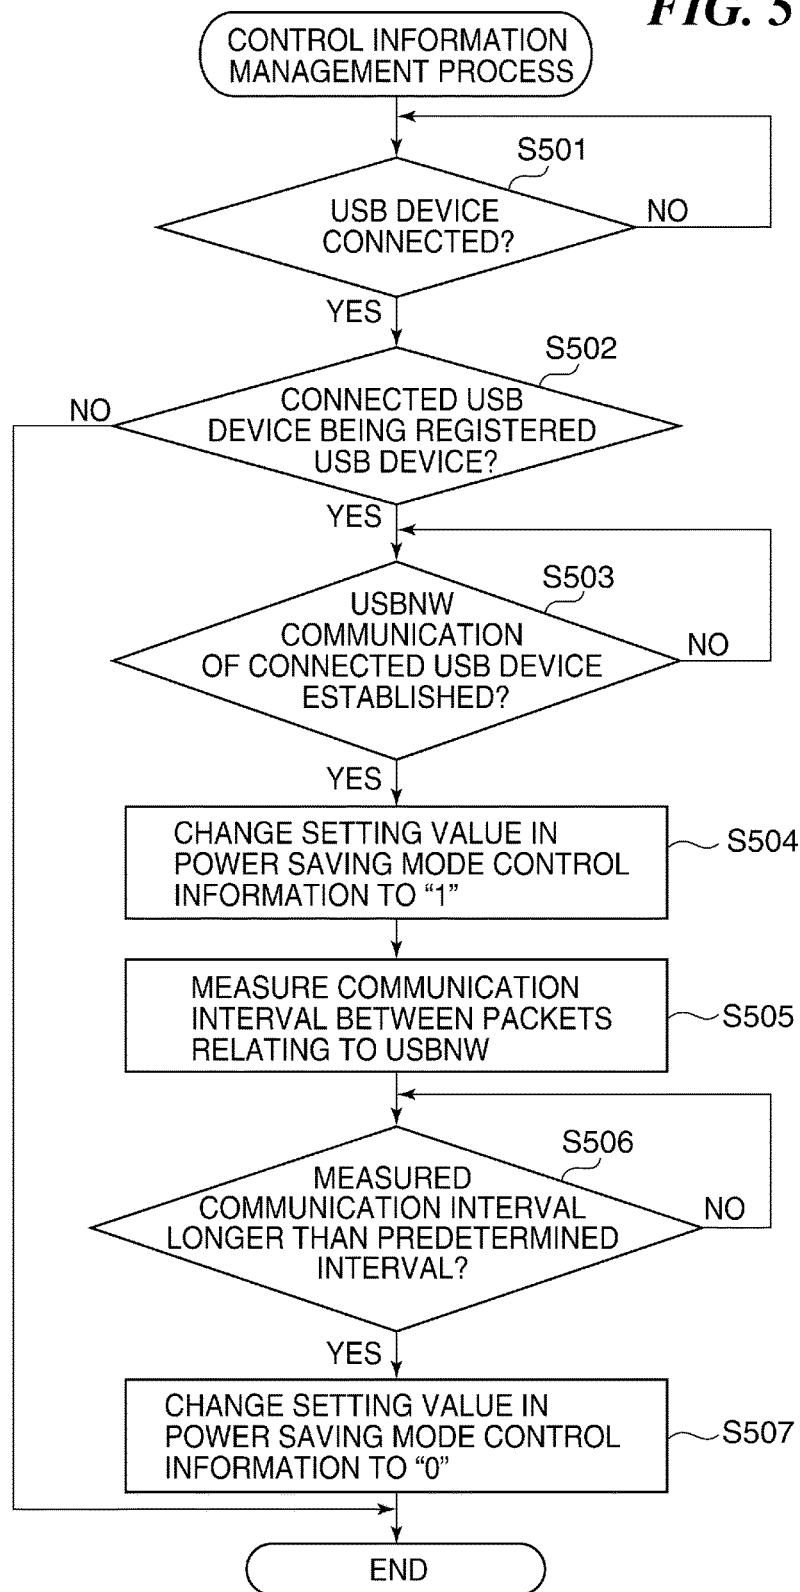 FIG. 5
CONTROL INFORMATION
MANAGEMENT PROCESS
S501
USB DEVICE
CONNECTED?
NO
YES
S502
NO
CONNECTED USB
DEVICE BEING REGISTERED
USB DEVICE?
YES
S503
USBNW
COMMUNICATION
OF CONNECTED USB DEVICE
ESTABLISHED?
NO
YES
CHANGE SETTING VALUE IN
POWER SAVING MODE CONTROL
INFORMATION TO “1”
S504
MEASURE COMMUNICATION
INTERVAL BETWEEN PACKETS
RELATING TO USBNW
S505
S506
MEASURED
COMMUNICATION INTERVAL
LONGER THAN PREDETERMINED
INTERVAL?
NO
YES
CHANGE SETTING VALUE IN
POWER SAVING MODE CONTROL
INFORMATION TO “0”
S507
END